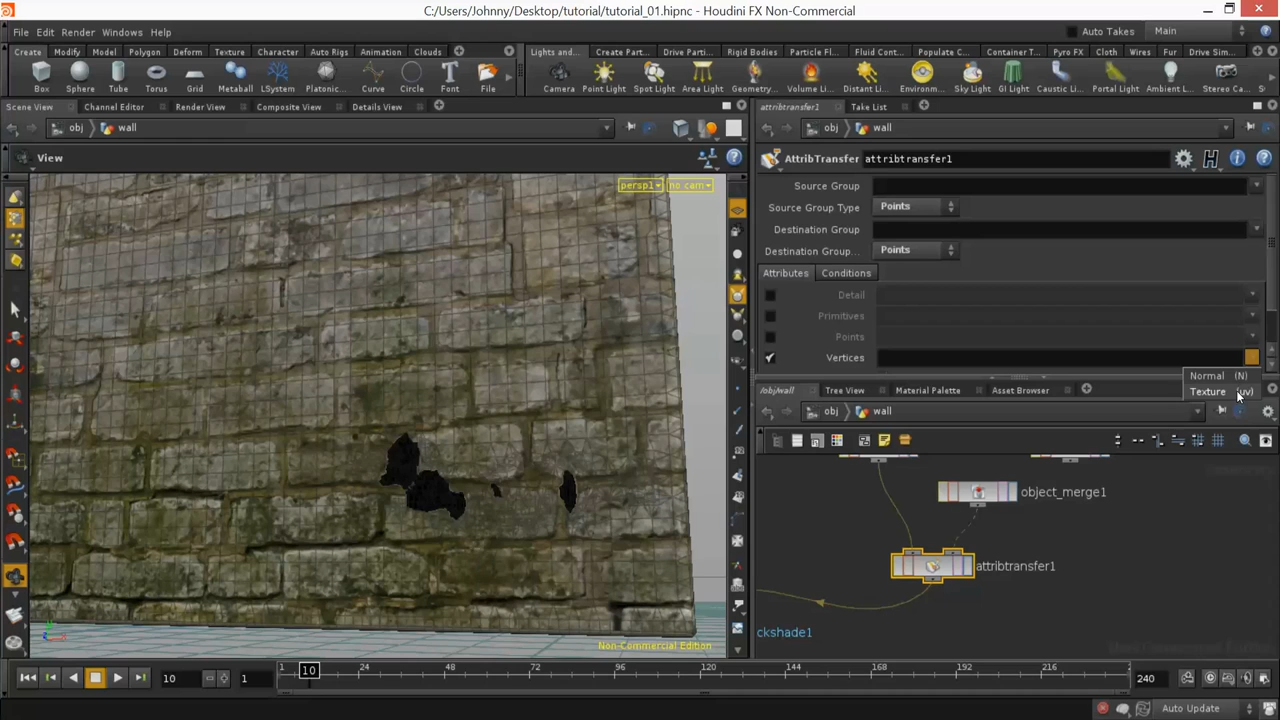 C:/Users/Johnny/Desktop/tutorial/tutorial_01.hipnc - Houdini FX Non-Commercial
File Edit Render Windows Help Auto Takes Main
Create Modify Model Polygon Deform Texture Character Auto Rigs Animation Clouds Lights and... Create Part... Drive Parti... Rigid Bodies Particle Fl... Fluid Cont... Populate C... Container T... Pyro FX Cloth Wires Fur Drive Sim...
Box Sphere Tube Torus Grid Metaball LSystem Platonic... Curve Circle Font File Camera Point Light Spot Light Area Light Geometry... Volume Li... Distant Li... Environm... Sky Light GI Light Caustic Li... Portal Light Ambient L... Stereo Ca...
Scene View Channel Editor Render View Composite View Details View attribtransfer1 Take List
obj wall obj wall
View persp1 no cam
AttribTransfer attribtransfer1
Source Group
Source Group Type Points
Destination Group
Destination Group... Points
Attributes Conditions
Detail
Primitives
Points
Vertices
Normal (N)
Texture
/obj/wall Tree View Material Palette Asset Browser
obj wall
object_merge1
attribtransfer1
ckshade1
Non-Commercial Edition
10 1 1 10 24 48 72 96 120 144 168 192 216 240
Auto Update